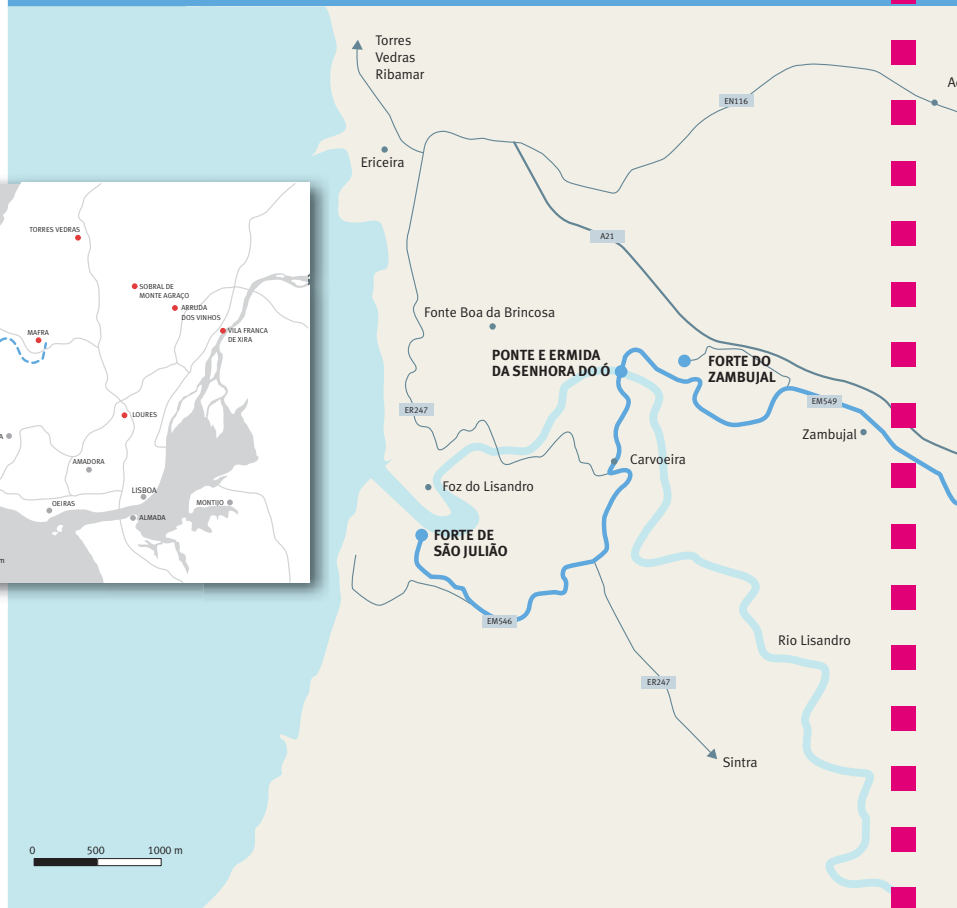 Torres
Vedras
Ribamar
EN116
Ericeira
A21
TORRES VEDRAS
SOBRAL DE
MONTE AGRAÇO
ARRUDA
DOS VINHOS
VILA FRANCA
DE XIRA
MAFRA
LOURES
AMADORA
LISBOA
OEIRAS
MONTIJO
ALMADA
m
Fonte Boa da Brincosa
PONTE E ERMIDA
DA SENHORA DO Ó
FORTE DO
ZAMBUJAL
ER247
EM549
Zambujal
Carvoeira
Foz do Lisandro
FORTE DE
SÃO JULIÃO
EM546
Rio Lisandro
ER247
Sintra
0 500 1000 m